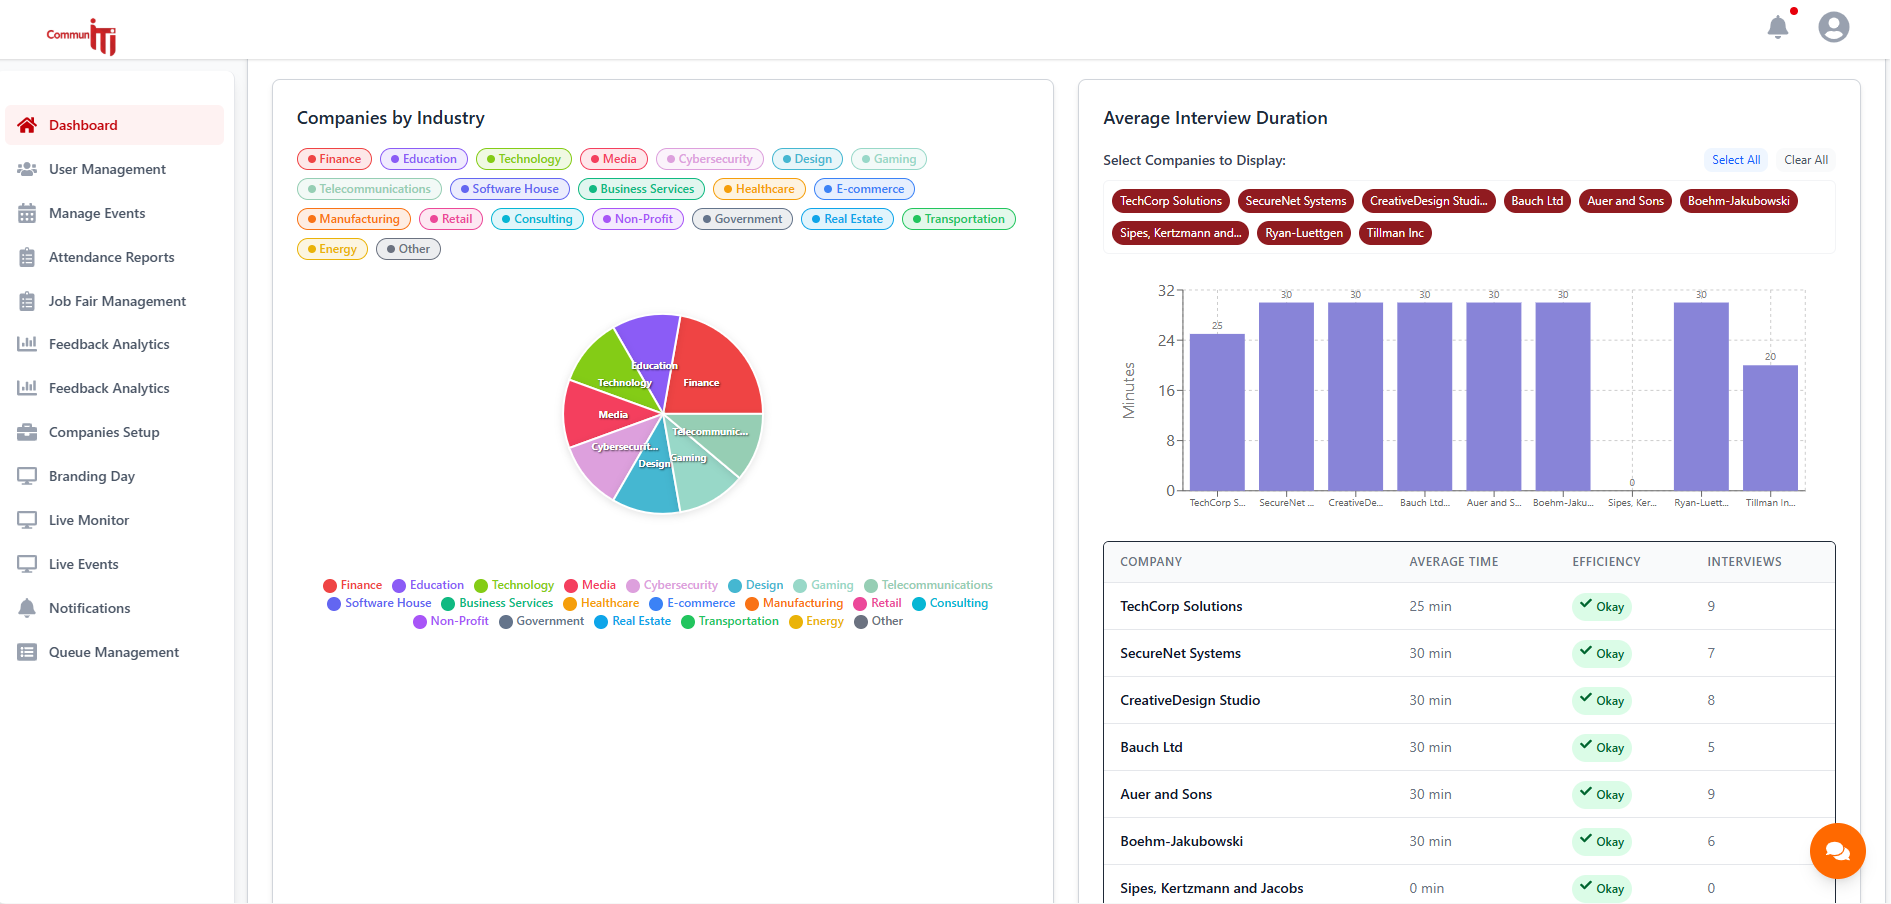 Commun iTi
Dashboard
User Management
Manage Events
Attendance Reports
Job Fair Management
Feedback Analytics
Feedback Analytics
Companies Setup
Branding Day
Live Monitor
Live Events
Notifications
Queue Management
Companies by Industry
Finance Education Technology Media Cybersecurity Design Gaming
Telecommunications Software House Business Services Healthcare E-commerce
Manufacturing Retail Consulting Non-Profit Government Real Estate Transportation
Energy Other
Education
Technology
Finance
Media
Telecommunic...
Cybersecurit...
Gaming
Design
Finance Education Technology Media Cybersecurity Design Gaming Telecommunications
Software House Business Services Healthcare E-commerce Manufacturing Retail Consulting
Non-Profit Government Real Estate Transportation Energy Other
Average Interview Duration
Select Companies to Display: Select All Clear All
TechCorp Solutions SecureNet Systems CreativeDesign Studi... Bauch Ltd Auer and Sons Boehm-Jakubowski
Sipes, Kertzmann and... Ryan-Luettgen Tillman Inc
Minutes
32
24
16
8
0
25 30 30 30 30 30 0 30 20
TechCorp S... SecureNet ... CreativeDe... Bauch Ltd... Auer and S... Boehm-Jaku... Sipes, Ker... Ryan-Luett... Tillman In...
COMPANY AVERAGE TIME EFFICIENCY INTERVIEWS
TechCorp Solutions 25 min Okay 9
SecureNet Systems 30 min Okay 7
CreativeDesign Studio 30 min Okay 8
Bauch Ltd 30 min Okay 5
Auer and Sons 30 min Okay 9
Boehm-Jakubowski 30 min Okay 6
Sipes, Kertzmann and Jacobs 0 min Okay 0